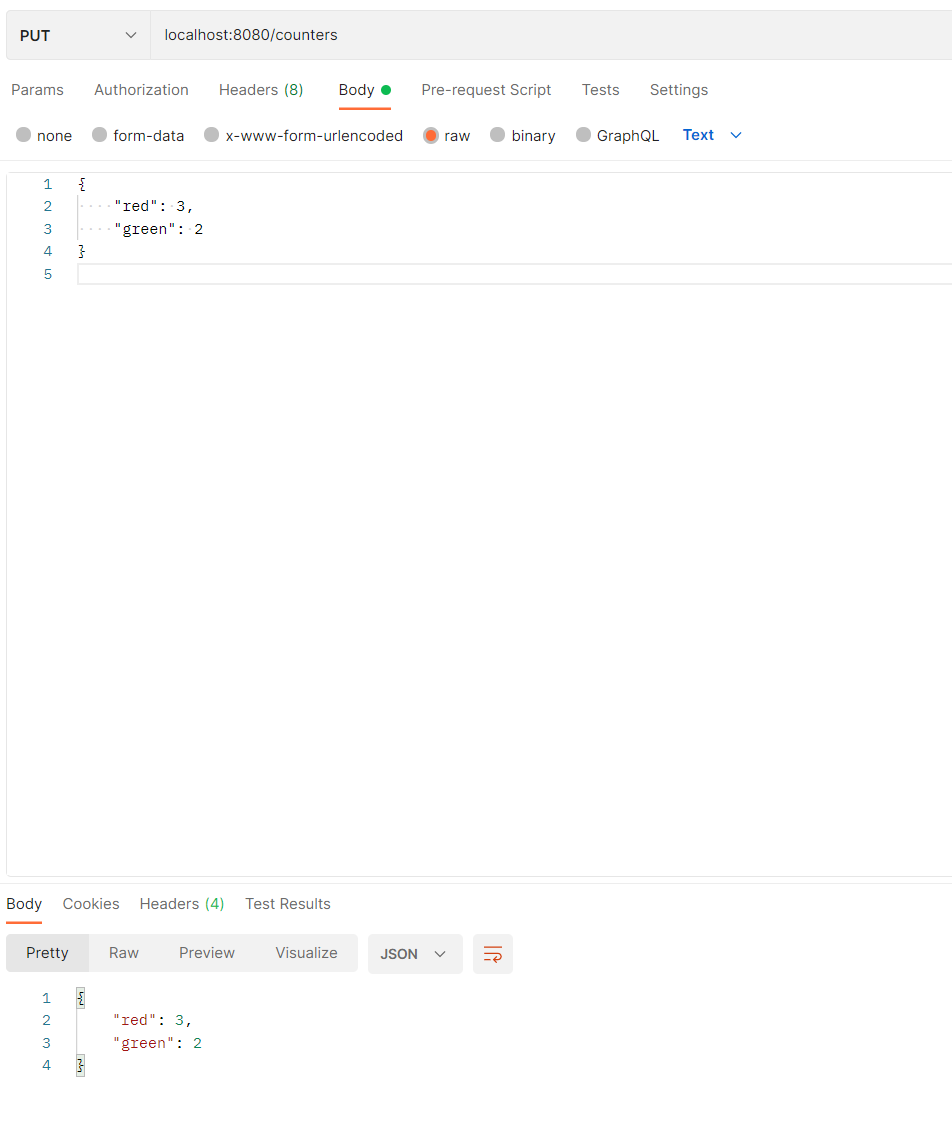 PUT localhost:8080/counters
Params Authorization Headers (8) Body Pre-request Script Tests Settings
none form-data x-www-form-urlencoded raw binary GraphQL Text
1 {
2 ····"red":·3,
3 ····"green":·2
4 }
5
Body Cookies Headers (4) Test Results
Pretty Raw Preview Visualize JSON
1 {
2     "red": 3,
3     "green": 2
4 }